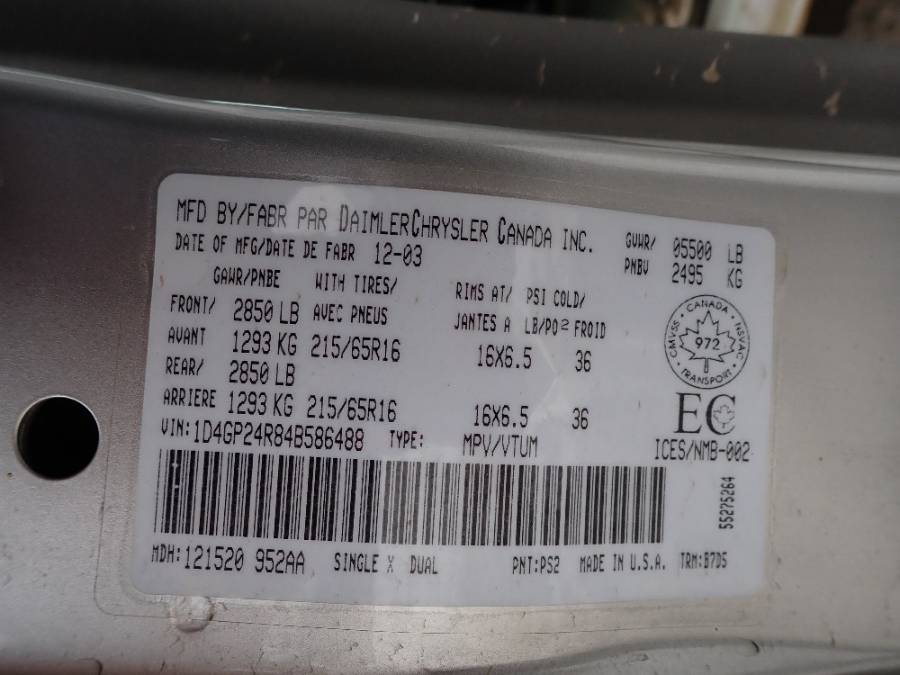 MFD BY/FABR PAR DAIMLERCHRYSLER CANADA INC.
DATE OF MFG/DATE DE FABR 12-03
GVWR/ 05500 LB
PNBV 2495 KG
GAWR/PNBE WITH TIRES/ RIMS AT/ PSI COLD/
FRONT/ 2850 LB AVEC PNEUS JANTES A LB/PO2 FROID
AVANT 1293 KG 215/65R16 16X6.5 36
REAR/ 2850 LB
ARRIERE 1293 KG 215/65R16 16X6.5 36
VIN:1D4GP24R84B586488 TYPE: MPV/VTUM
CANADA
CMVSS 972 NSVAC
TRANSPORT
EC
ICES/NMB-002
55275264
MDH:121520 952AA SINGLE X DUAL PNT:PS2 MADE IN U.S.A. TRM:B7D5